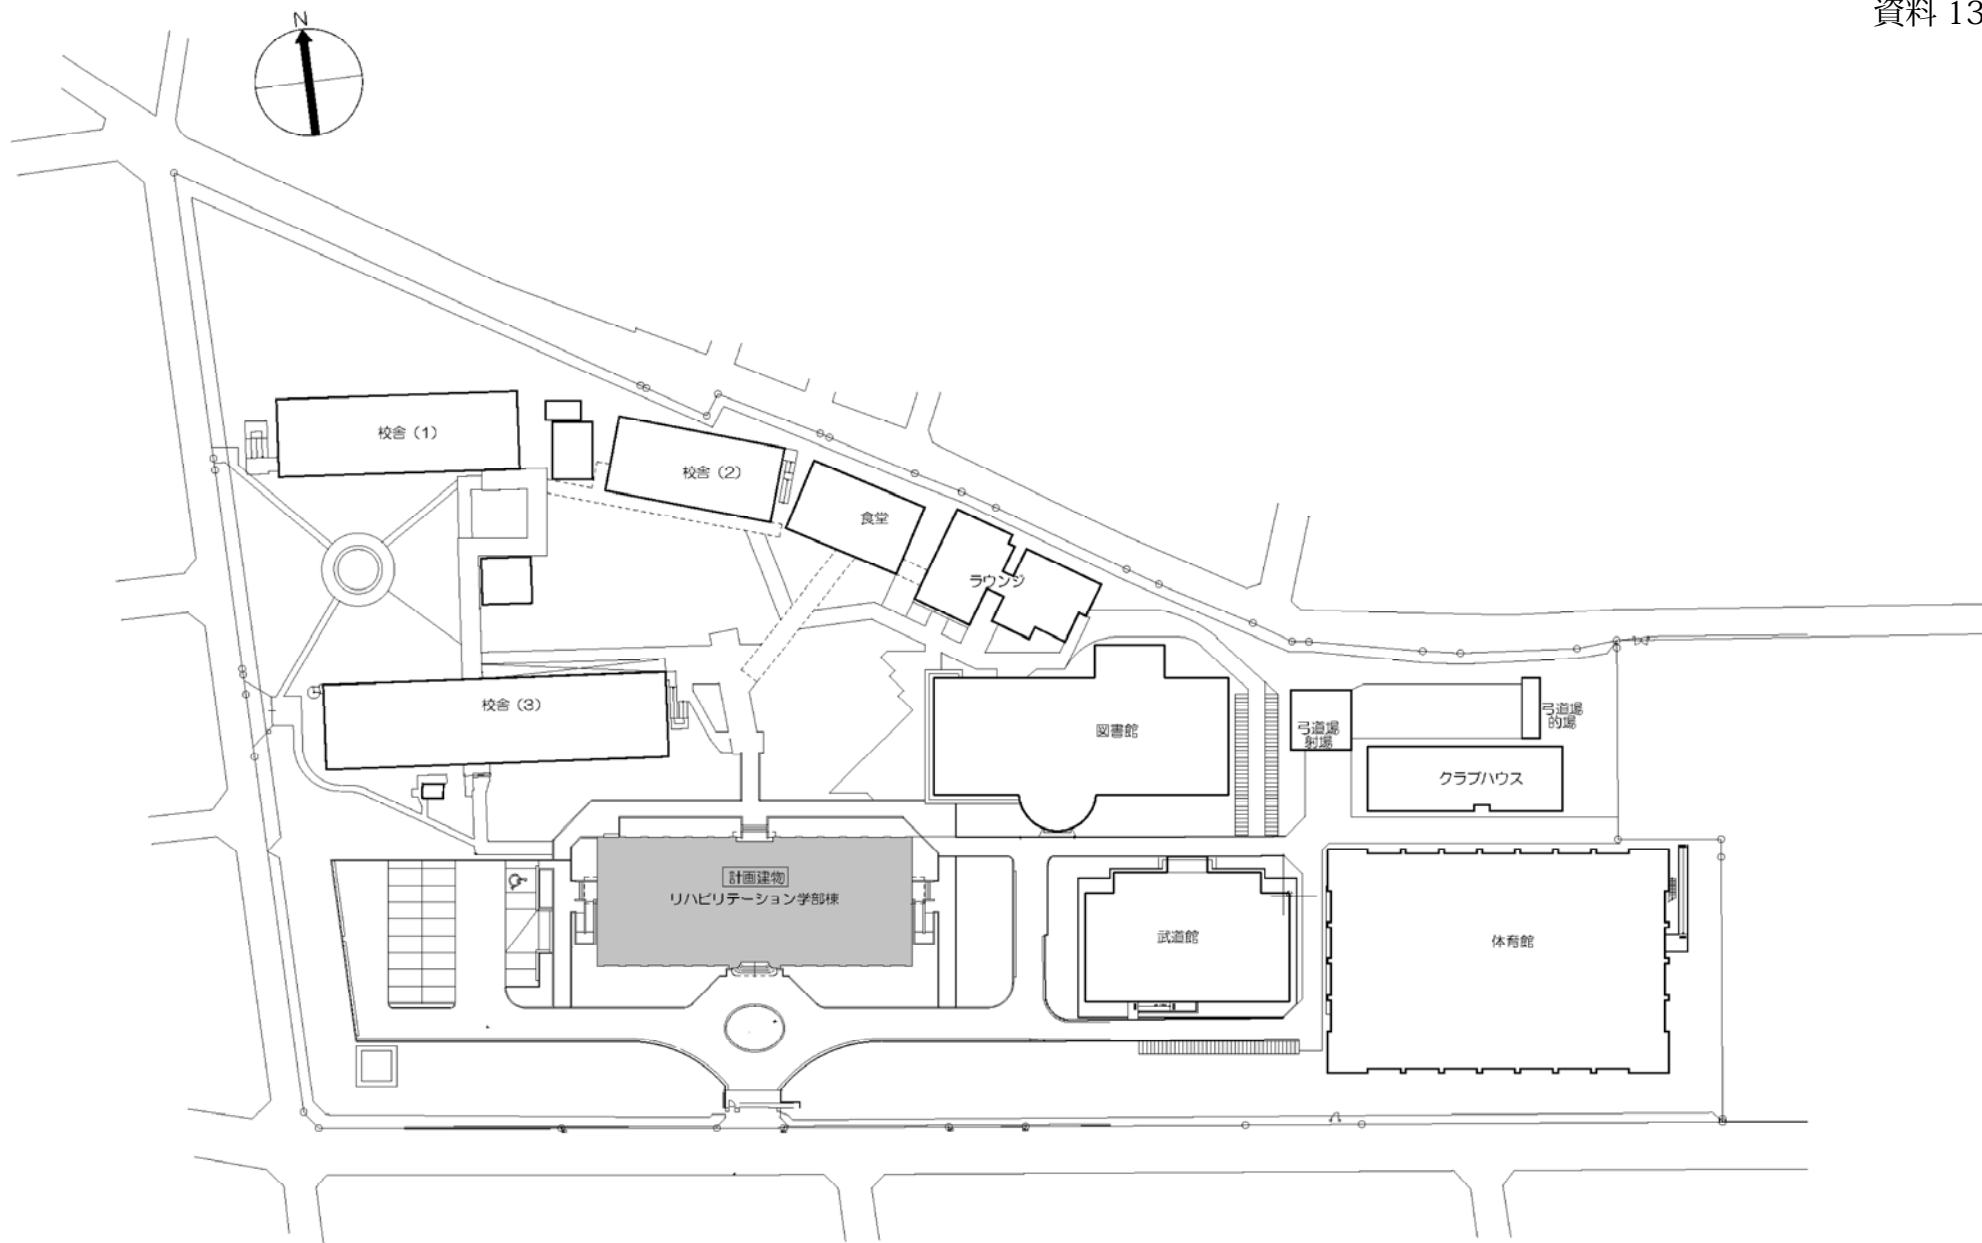 資料 13
N
校舎（1）
校舎（2）
食堂
ラウンジ
校舎（3）
図書館
弓道場
射場
弓道場
的場
クラブハウス
計画建物
リハビリテーション学部棟
武道館
体育館